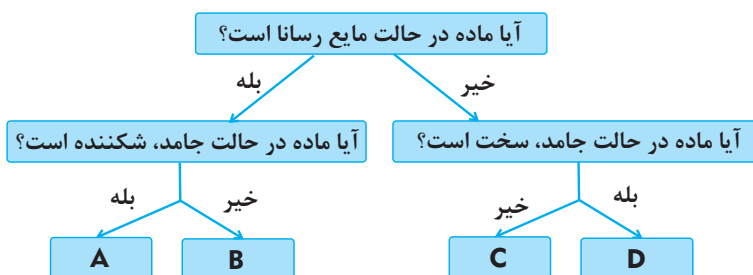 آیا ماده در حالت مایع رسانا است؟
خیر
بله
آیا ماده در حالت جامد، سخت است؟
آیا ماده در حالت جامد، شکننده است؟
بله
خیر
خیر
بله
A
B
C
D